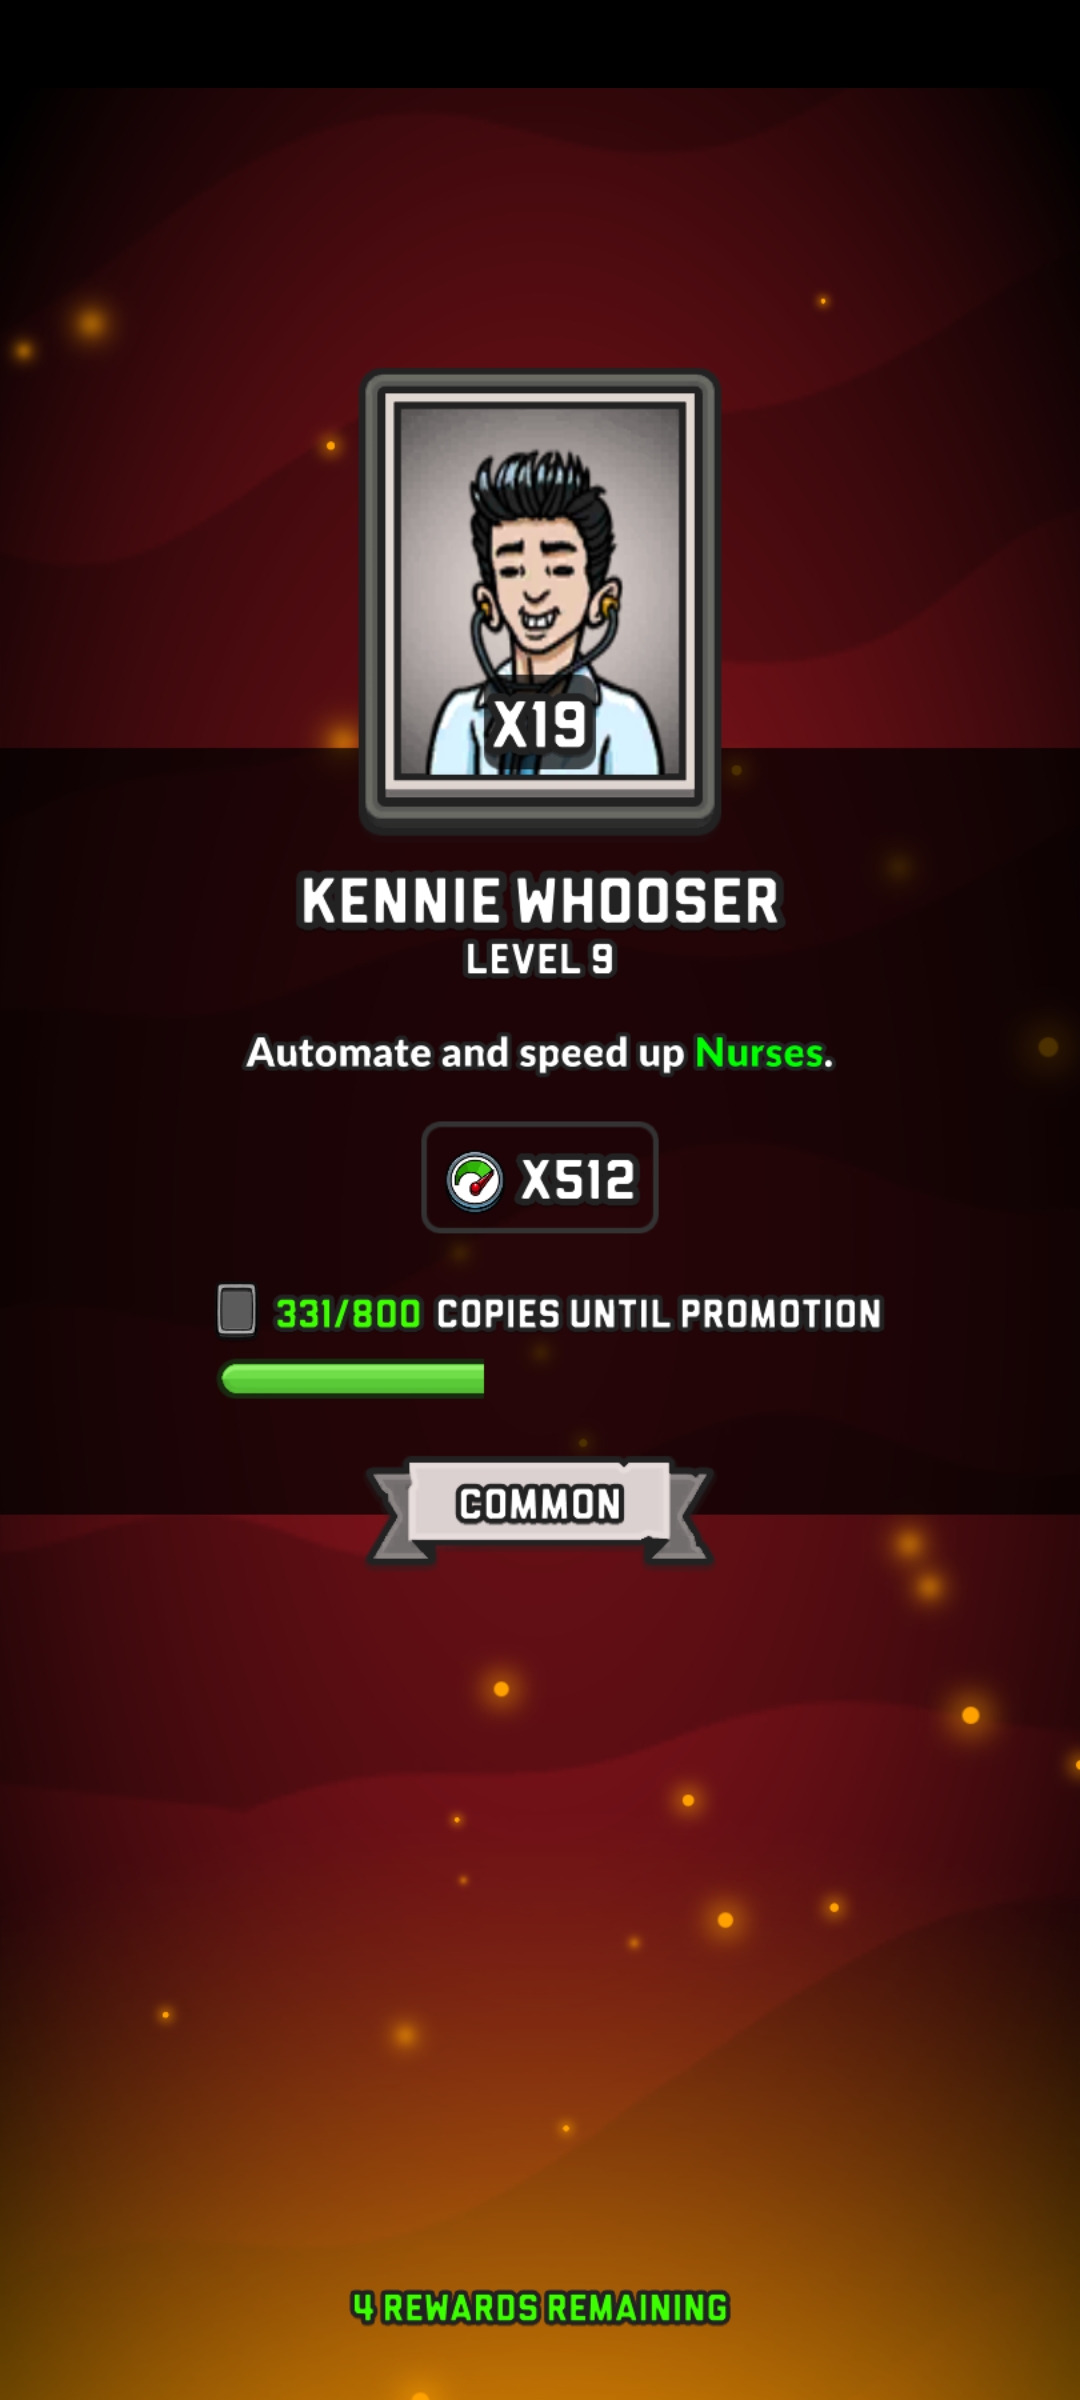 X19
KENNIE WHOOSER
LEVEL 9
Automate and speed up Nurses.
X512
331/800 COPIES UNTIL PROMOTION
COMMON
4 REWARDS REMAINING